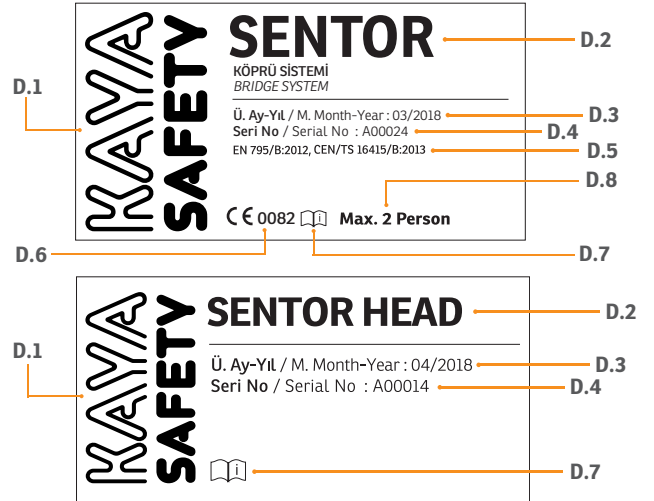 KAYA
SAFETY
SENTOR
D.2
KÖPRÜ SİSTEMİ
BRIDGE SYSTEM
D.1
Ü. Ay-Yıl / M. Month-Year : 03/2018
D.3
Seri No / Serial No : A00024
D.4
EN 795/B:2012, CEN/TS 16415/B:2013
D.5
D.8
CE 0082 i Max. 2 Person
D.6
D.7
KAYA
SAFETY
SENTOR HEAD
D.2
D.1
Ü. Ay-Yıl / M. Month-Year : 04/2018
D.3
Seri No / Serial No : A00014
D.4
i
D.7